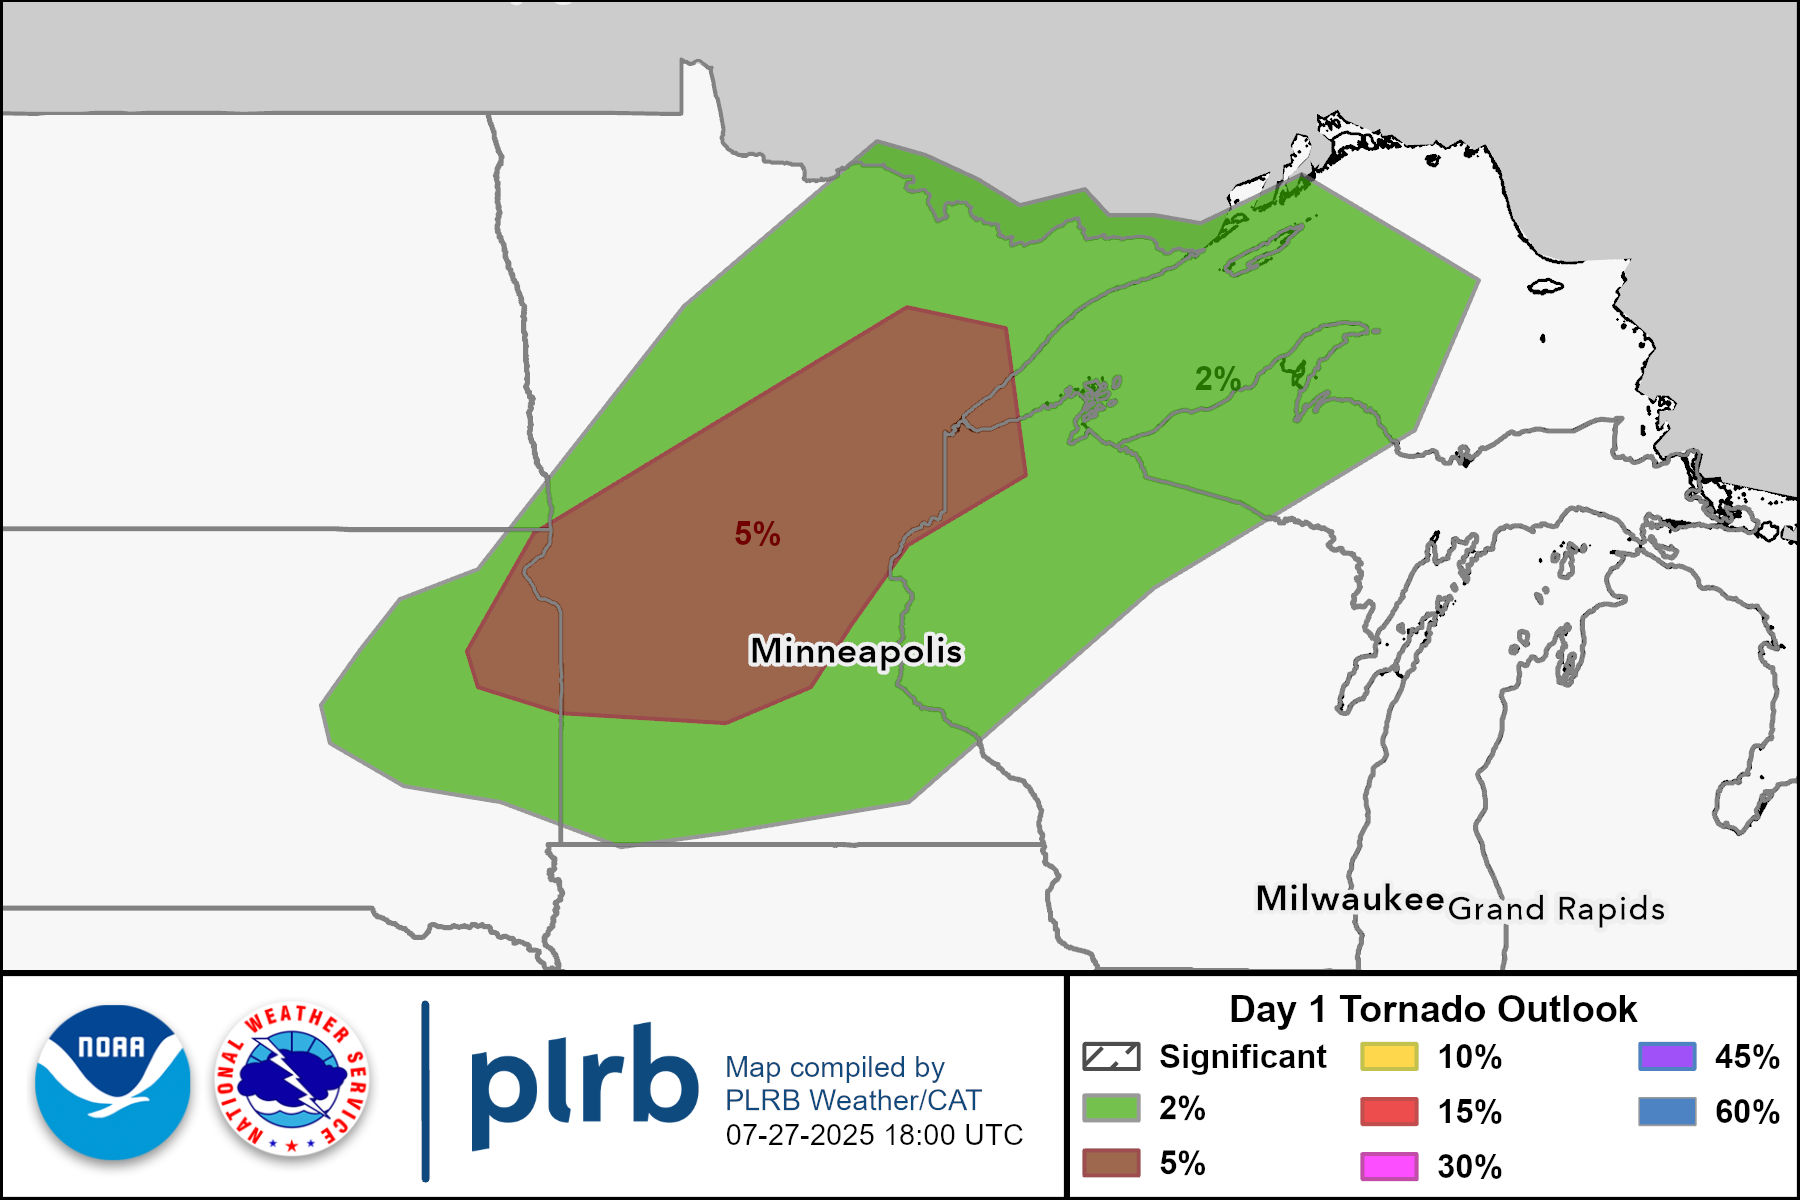 2%
5%
Minneapolis
Milwaukee
Grand Rapids
NOAA
NATIONAL WEATHER SERVICE
plrb
Map compiled by
PLRB Weather/CAT
07-27-2025 18:00 UTC
Day 1 Tornado Outlook
Significant
2%
5%
10%
15%
30%
45%
60%